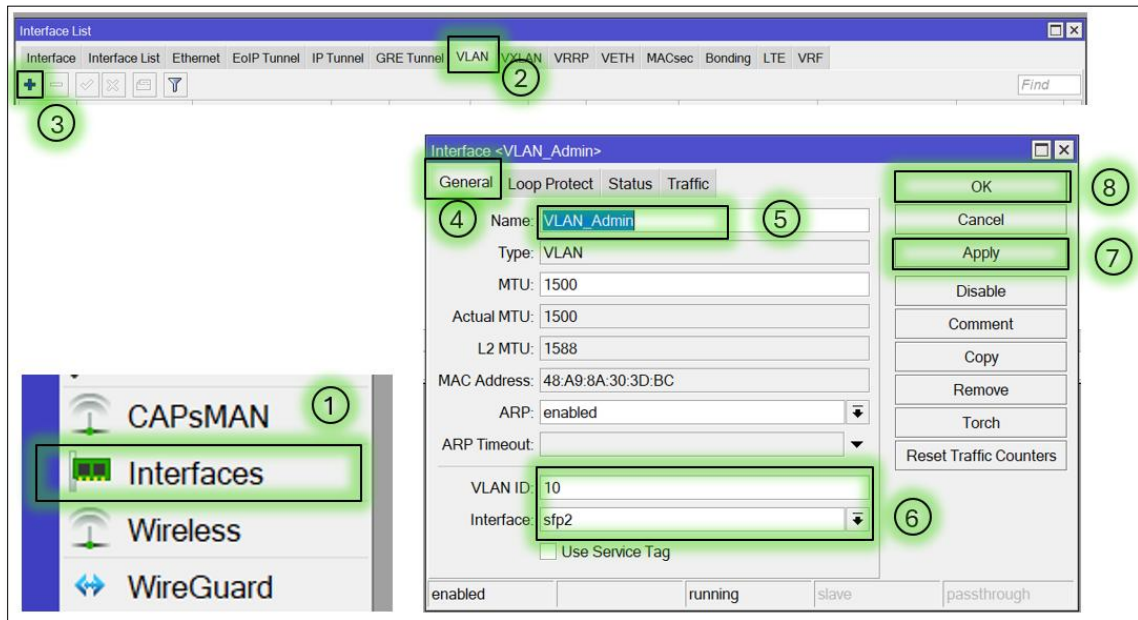 Interface List
Interface Interface List Ethernet EoIP Tunnel IP Tunnel GRE Tunnel VLAN VXLAN VRRP VETH MACsec Bonding LTE VRF
2
Find
3
Interface <VLAN_Admin>
General Loop Protect Status Traffic
OK 8
4 Name: VLAN_Admin 5
Cancel
Type: VLAN
Apply 7
MTU: 1500
Disable
Actual MTU: 1500
Comment
L2 MTU: 1588
Copy
MAC Address: 48:A9:8A:30:3D:BC
Remove
ARP: enabled
Torch
ARP Timeout:
Reset Traffic Counters
VLAN ID: 10
Interface: sfp2
6
Use Service Tag
enabled running slave passthrough
1
CAPsMAN
Interfaces
Wireless
WireGuard